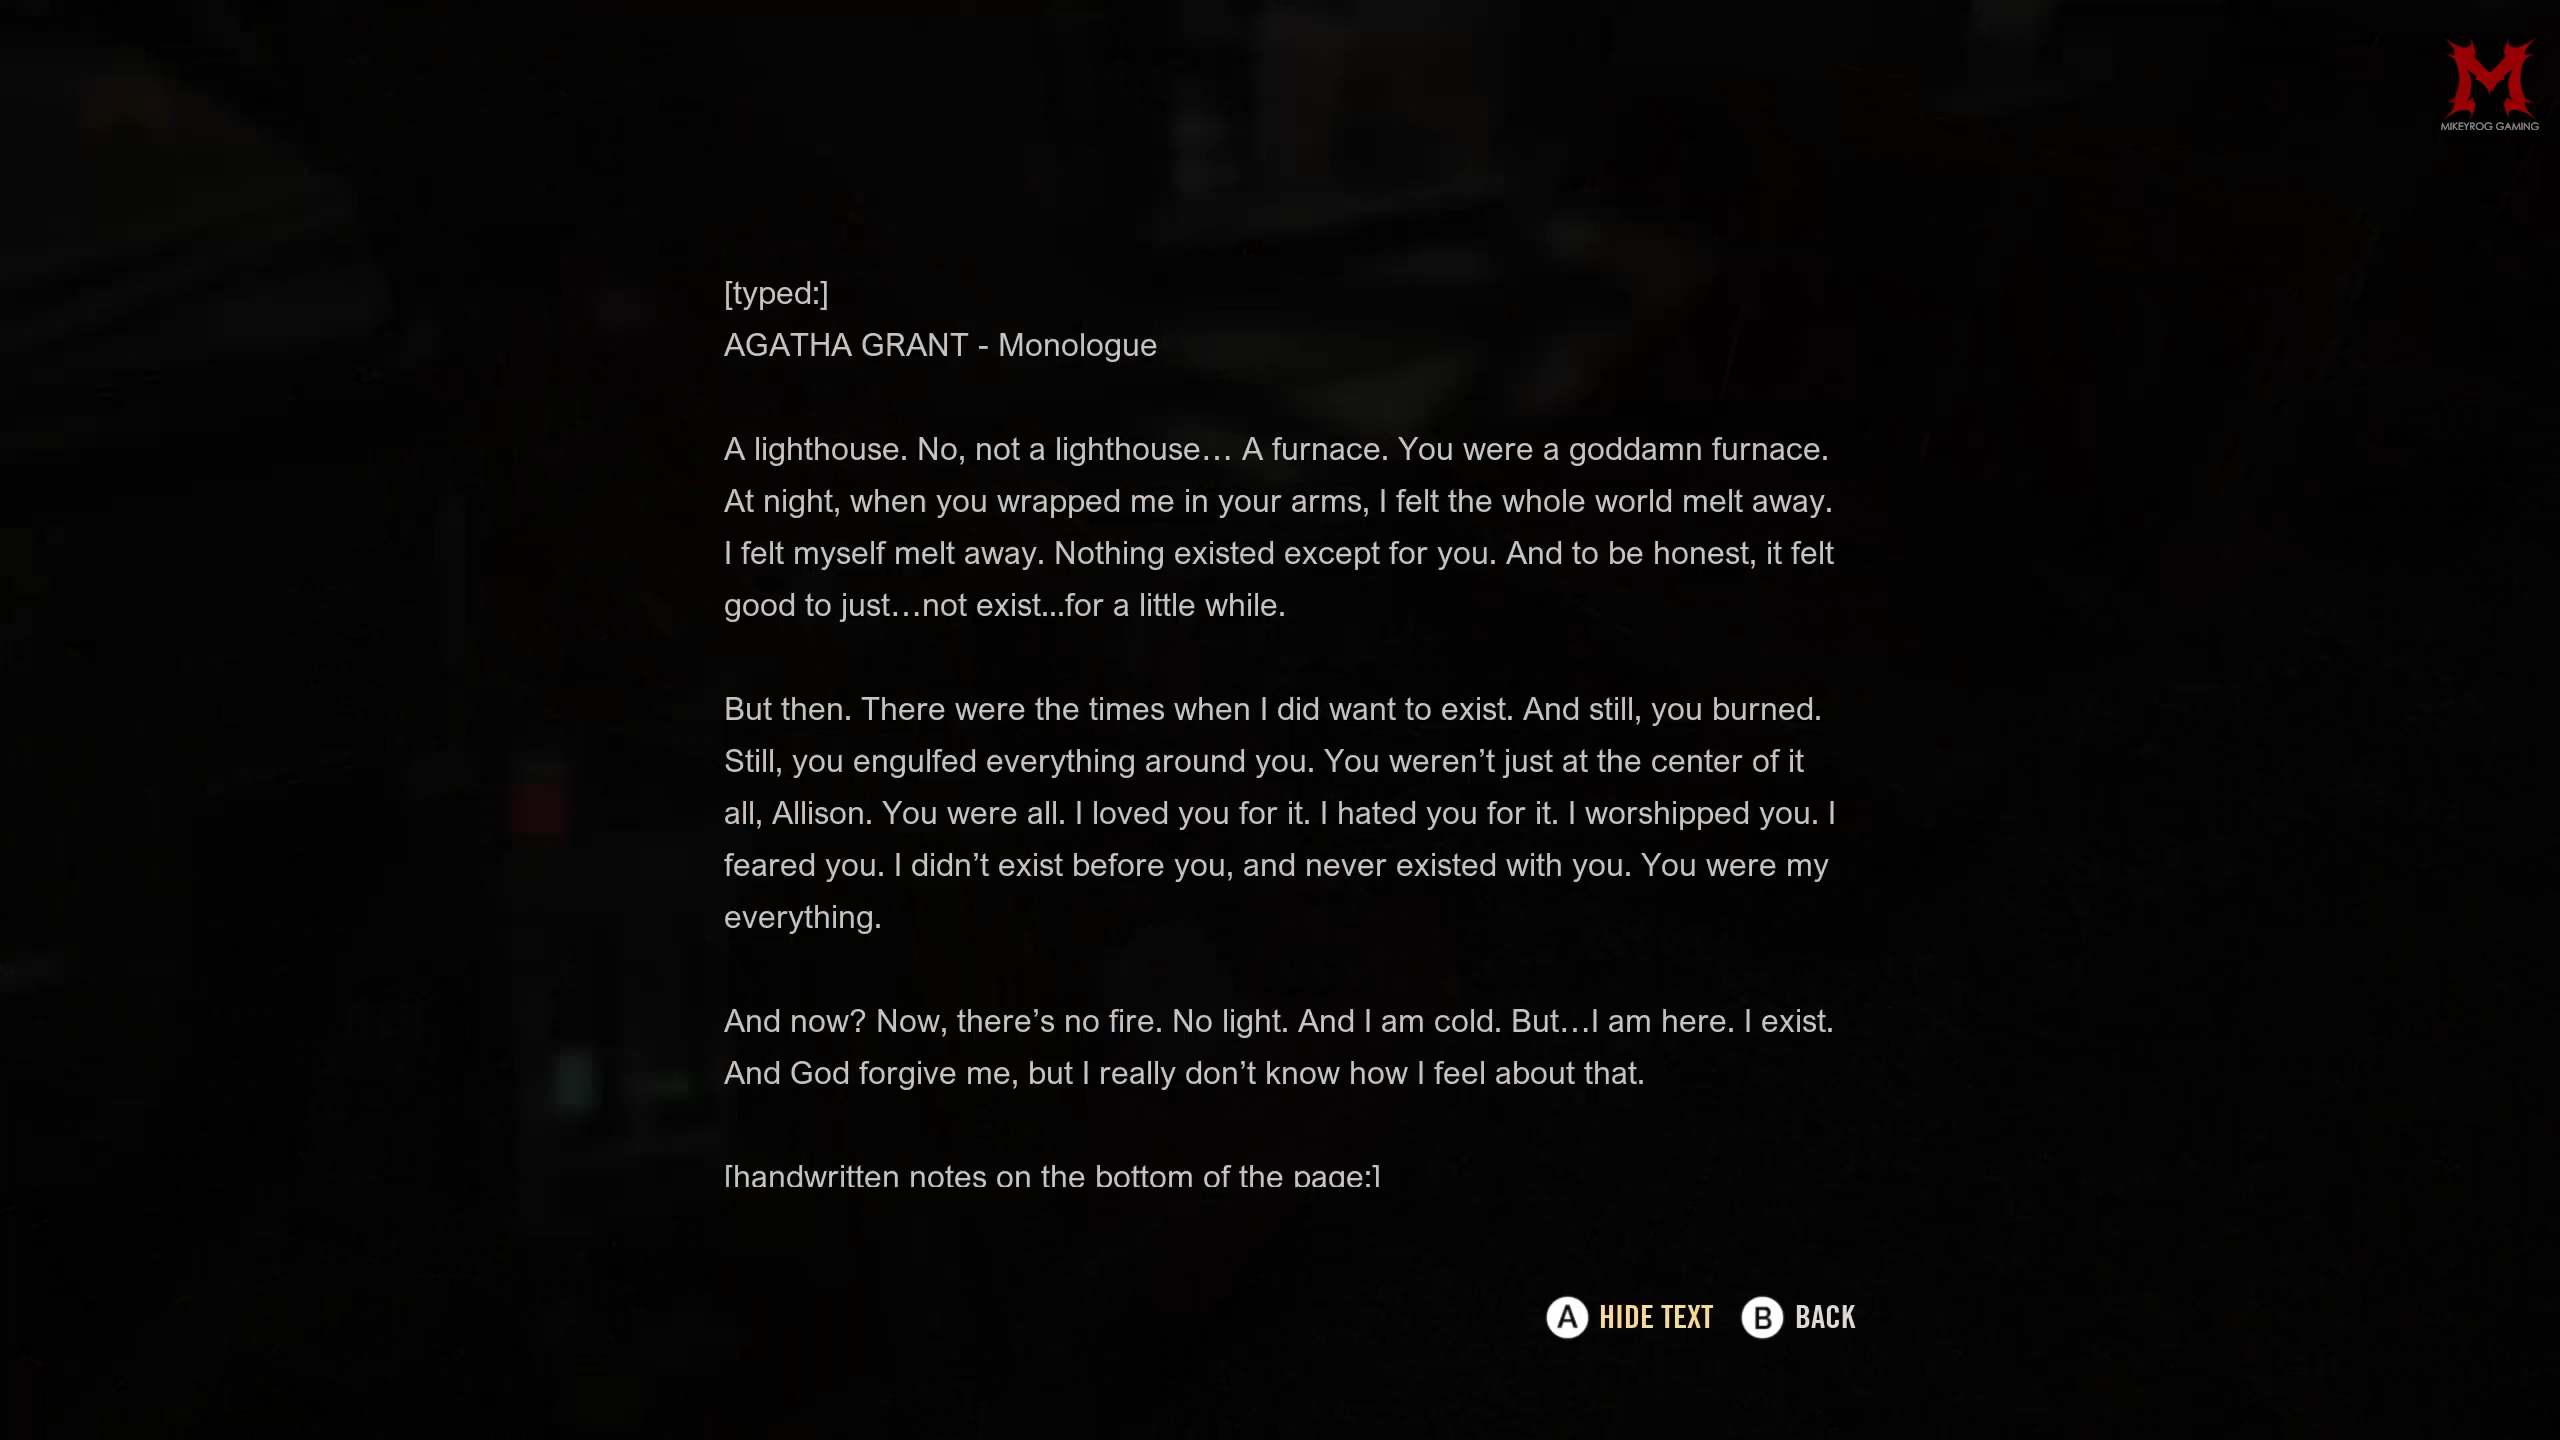 M
MIKEYROG GAMING
[typed:]
AGATHA GRANT - Monologue
A lighthouse. No, not a lighthouse… A furnace. You were a goddamn furnace.
At night, when you wrapped me in your arms, I felt the whole world melt away.
I felt myself melt away. Nothing existed except for you. And to be honest, it felt
good to just…not exist...for a little while.
But then. There were the times when I did want to exist. And still, you burned.
Still, you engulfed everything around you. You weren’t just at the center of it
all, Allison. You were all. I loved you for it. I hated you for it. I worshipped you. I
feared you. I didn’t exist before you, and never existed with you. You were my
everything.
And now? Now, there’s no fire. No light. And I am cold. But…I am here. I exist.
And God forgive me, but I really don’t know how I feel about that.
[handwritten notes on the bottom of the page:]
A HIDE TEXT B BACK